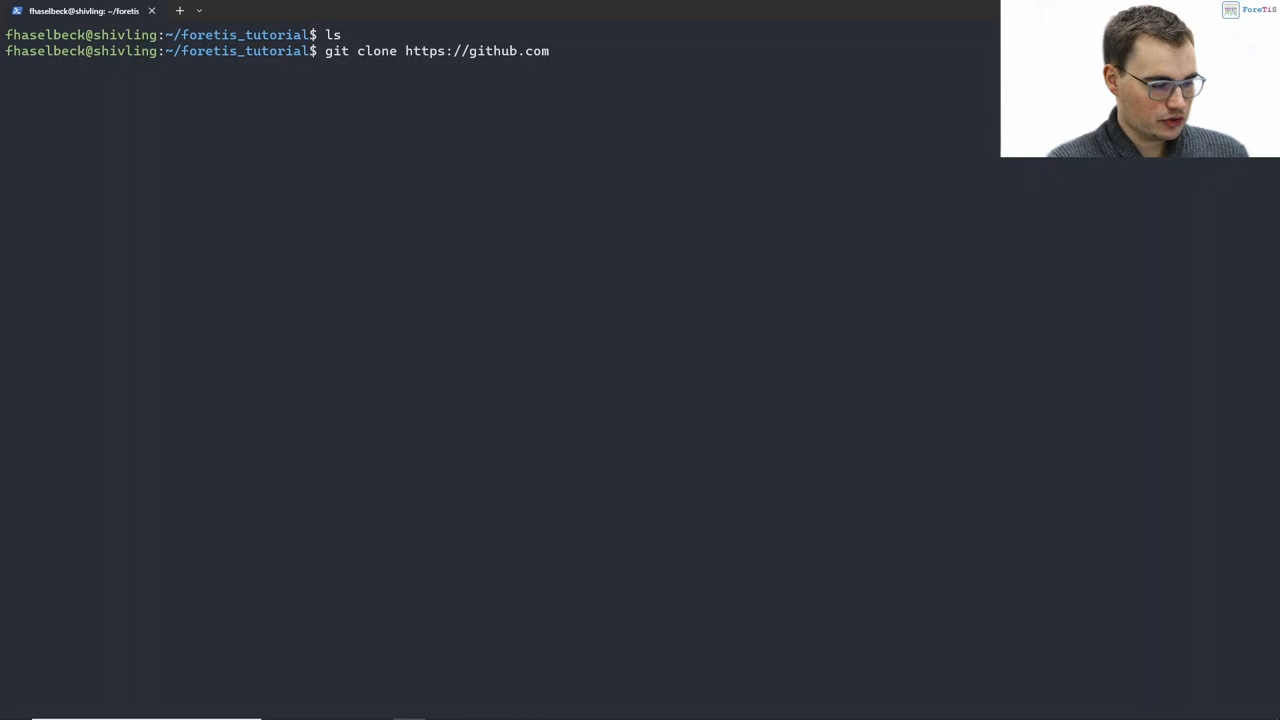 fhaselbeck@shivling: ~/foretis
ForeTiS
fhaselbeck@shivling:~/foretis_tutorial$ ls
fhaselbeck@shivling:~/foretis_tutorial$ git clone https://github.com